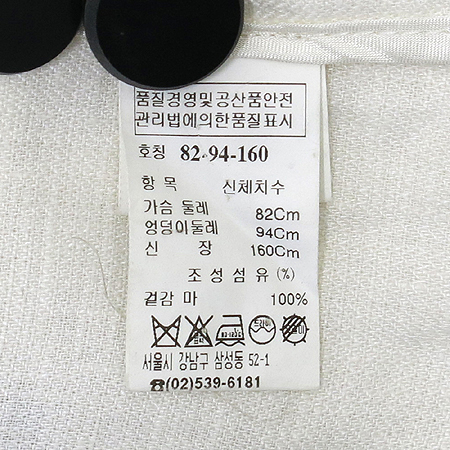 품질경영및공산품안전
관리법에의한품질표시
호칭 82-94-160
항 목 신체치수
가슴 둘레 82Cm
엉덩이둘레 94Cm
신 장 160Cm
조성섬유 (%)
겉감 마 100%
드라이
서울시 강남구 삼성동 52-1
☎(02)539-6181